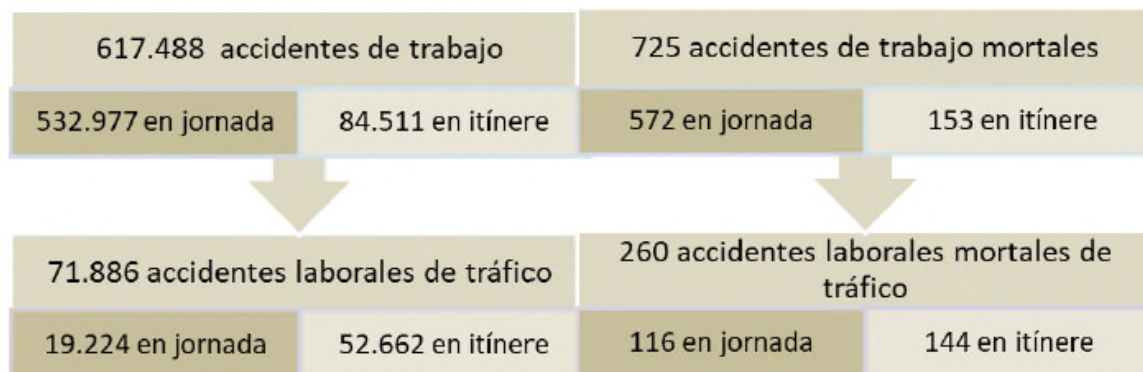 617.488 accidentes de trabajo
725 accidentes de trabajo mortales
532.977 en jornada
84.511 en itínere
572 en jornada
153 en itínere
71.886 accidentes laborales de tráfico
260 accidentes laborales mortales de
tráfico
19.224 en jornada
52.662 en itínere
116 en jornada
144 en itínere